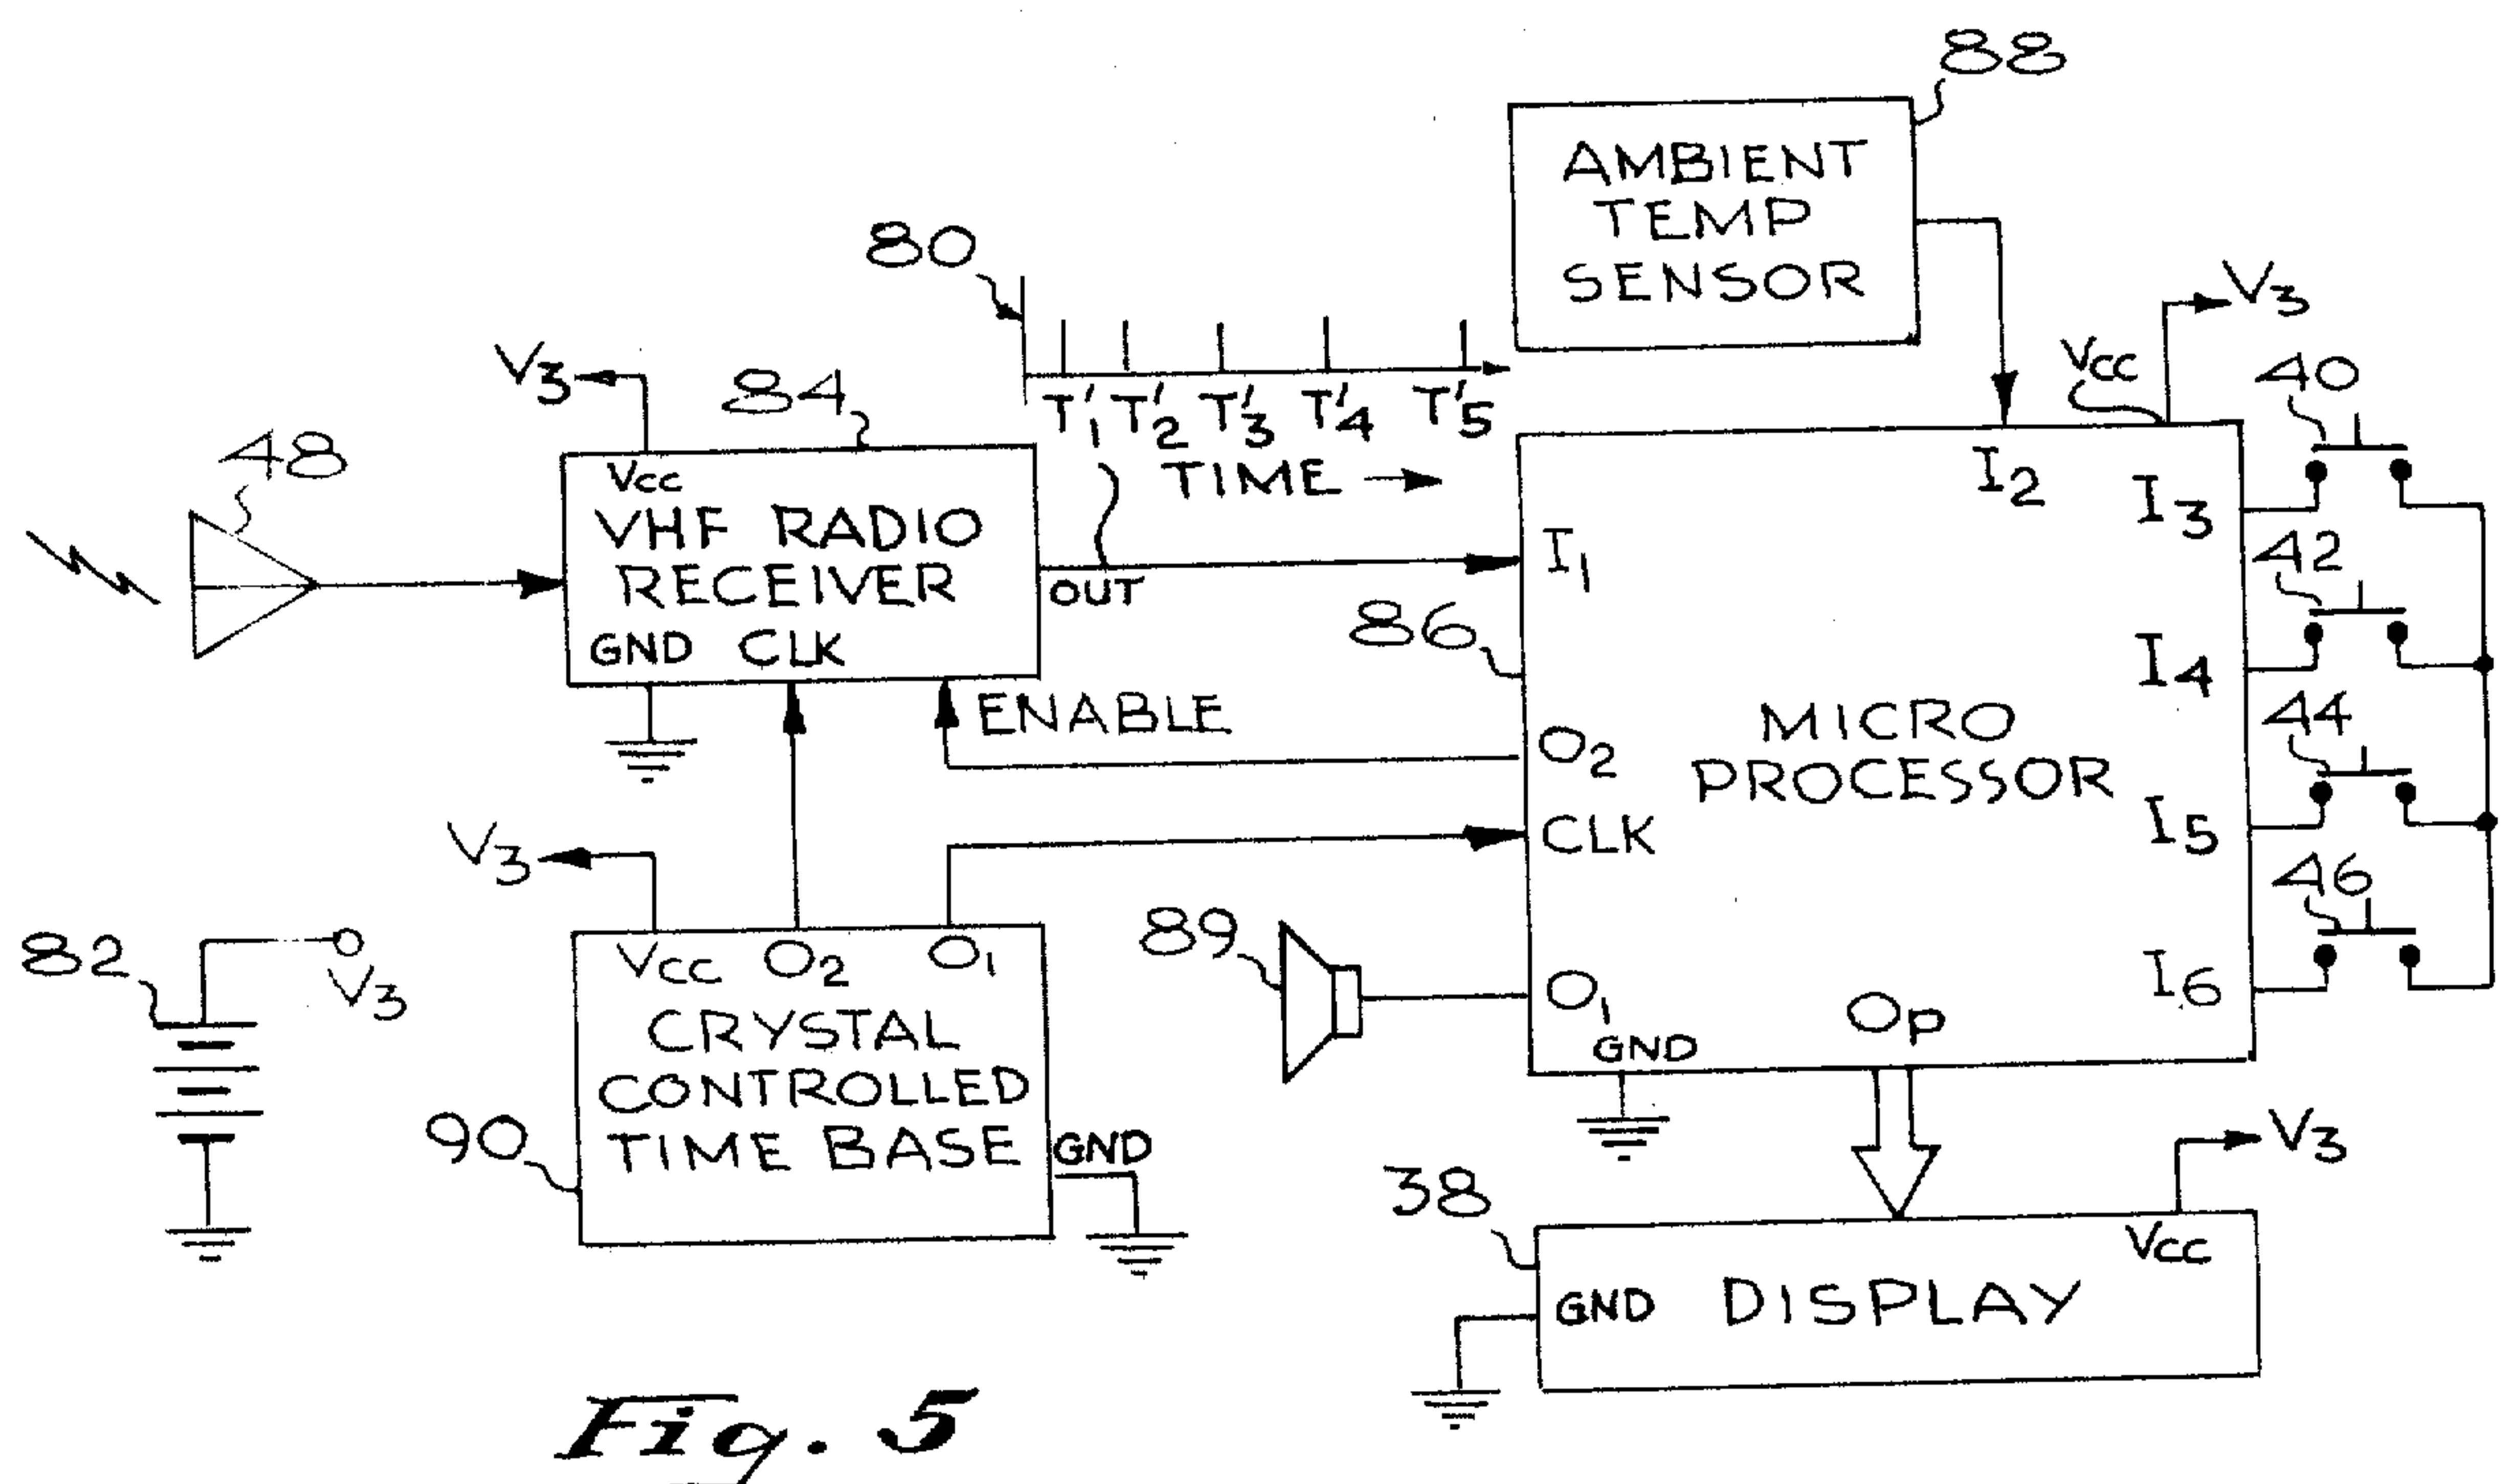 88
AMBIENT
TEMP
SENSOR
80
T'1 T'2 T'3 T'4 T'5
TIME
V3
84
48
Vcc
VHF RADIO
RECEIVER
GND CLK
OUT
ENABLE
V3
Vcc
40
42
44
46
86
I1
I2
I3
I4
I5
I6
MICRO
PROCESSOR
O2
CLK
O1
GND
OP
89
V3
82
V3
Vcc O2 O1
CRYSTAL
CONTROLLED
TIME BASE
GND
90
38
V3
Vcc
GND DISPLAY
Fig. 5